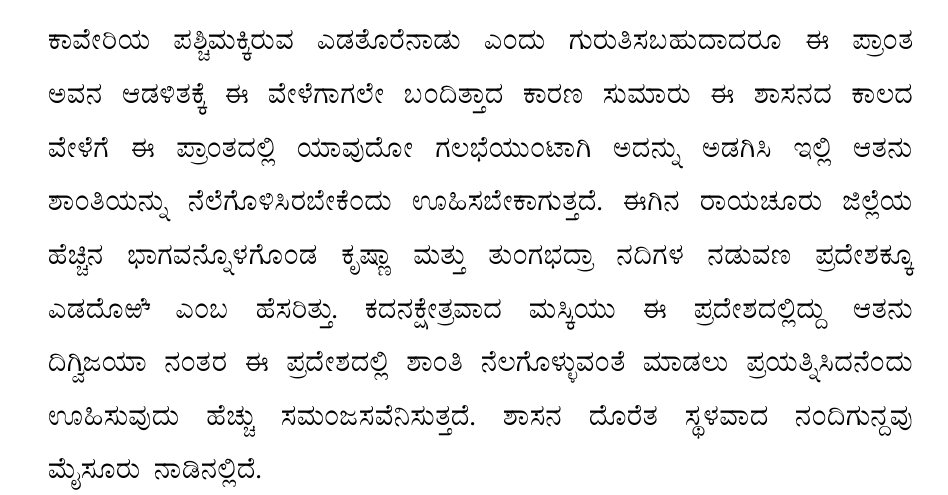 ಕಾವೇರಿಯ ಪಶ್ಚಿಮಕ್ಕಿರುವ ಎಡತೊರೆನಾಡು ಎಂದು ಗುರುತಿಸಬಹುದಾದರೂ ಈ ಪ್ರಾಂತ
ಅವನ ಆಡಳಿತಕ್ಕೆ ಈ ವೇಳೆಗಾಗಲೇ ಬಂದಿತ್ತಾದ ಕಾರಣ ಸುಮಾರು ಈ ಶಾಸನದ ಕಾಲದ
ವೇಳೆಗೆ ಈ ಪ್ರಾಂತದಲ್ಲಿ ಯಾವುದೋ ಗಲಭೆಯುಂಟಾಗಿ ಅದನ್ನು ಅಡಗಿಸಿ ಇಲ್ಲಿ ಆತನು
ಶಾಂತಿಯನ್ನು ನೆಲೆಗೊಳಿಸಿರಬೇಕೆಂದು ಊಹಿಸಬೇಕಾಗುತ್ತದೆ. ಈಗಿನ ರಾಯಚೂರು ಜಿಲ್ಲೆಯ
ಹೆಚ್ಚಿನ ಭಾಗವನ್ನೊಳಗೊಂಡ ಕೃಷ್ಣಾ ಮತ್ತು ತುಂಗಭದ್ರಾ ನದಿಗಳ ನಡುವಣ ಪ್ರದೇಶಕ್ಕೂ
ಎಡದೊಱೆ ಎಂಬ ಹೆಸರಿತ್ತು. ಕದನಕ್ಷೇತ್ರವಾದ ಮಸ್ಕಿಯು ಈ ಪ್ರದೇಶದಲ್ಲಿದ್ದು ಆತನು
ದಿಗ್ವಿಜಯಾ ನಂತರ ಈ ಪ್ರದೇಶದಲ್ಲಿ ಶಾಂತಿ ನೆಲಗೊಳ್ಳುವಂತೆ ಮಾಡಲು ಪ್ರಯತ್ನಿಸಿದನೆಂದು
ಊಹಿಸುವುದು ಹೆಚ್ಚು ಸಮಂಜಸವೆನಿಸುತ್ತದೆ. ಶಾಸನ ದೊರೆತ ಸ್ಥಳವಾದ ನಂದಿಗುನ್ದವು
ಮೈಸೂರು ನಾಡಿನಲ್ಲಿದೆ.